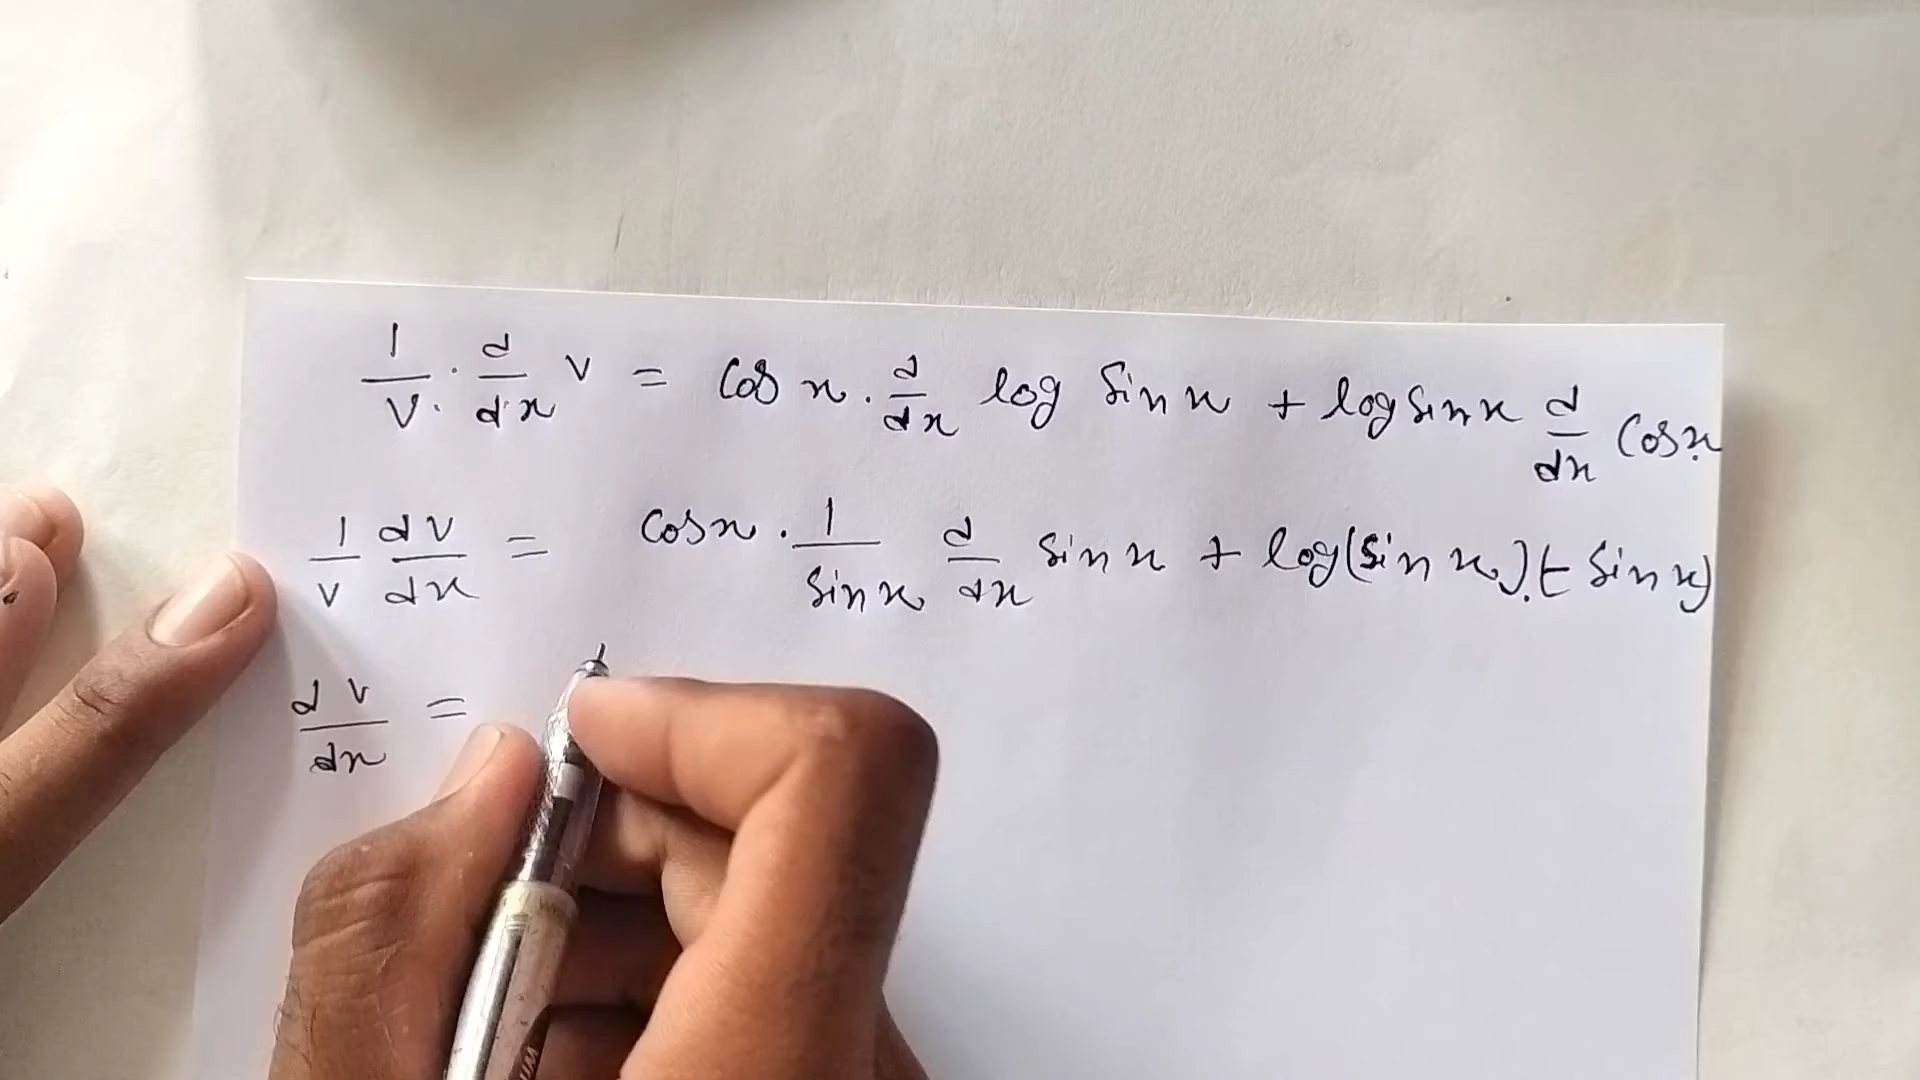 1/V. · d/dx V = Cos x . d/dx log Sin x + log Sin x d/dx Cos x
1/V dV/dx = Cos x . 1/Sin x d/dx Sin x + log(Sin x).(- Sin x)
dV/dx =